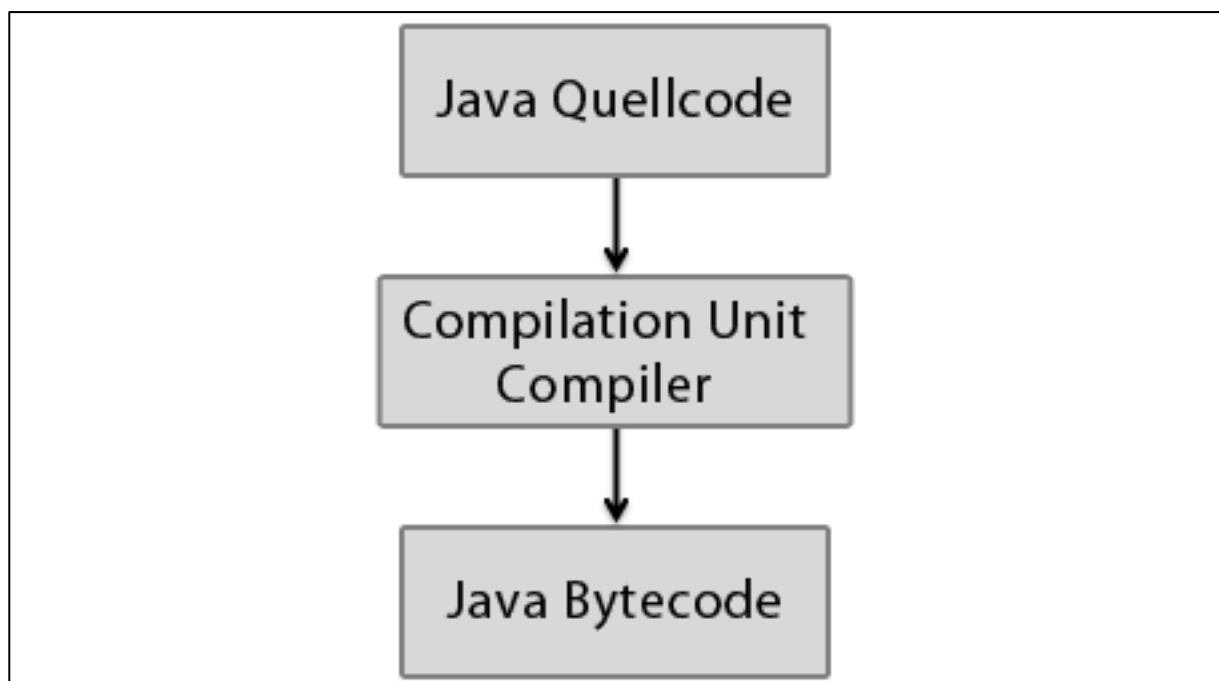 Java Quellcode
Compilation Unit
Compiler
Java Bytecode